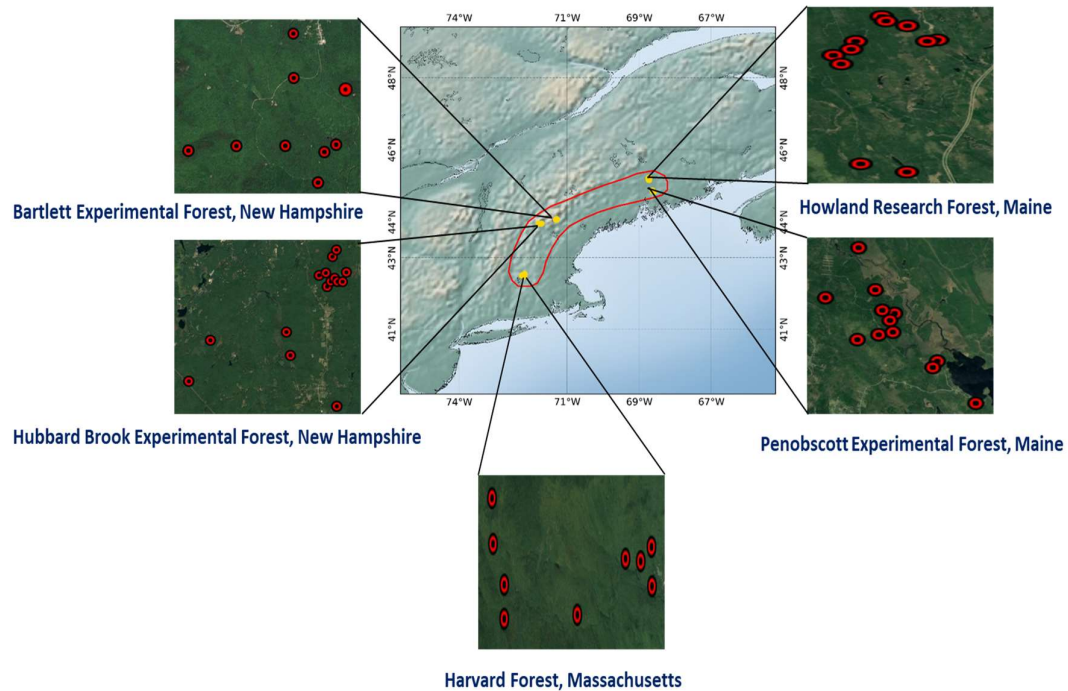 74°W 71°W 69°W 67°W
48°N 48°N
46°N 46°N
44°N 44°N
43°N 43°N
41°N 41°N
74°W 71°W 69°W 67°W
Bartlett Experimental Forest, New Hampshire
Howland Research Forest, Maine
Hubbard Brook Experimental Forest, New Hampshire
Penobscott Experimental Forest, Maine
Harvard Forest, Massachusetts